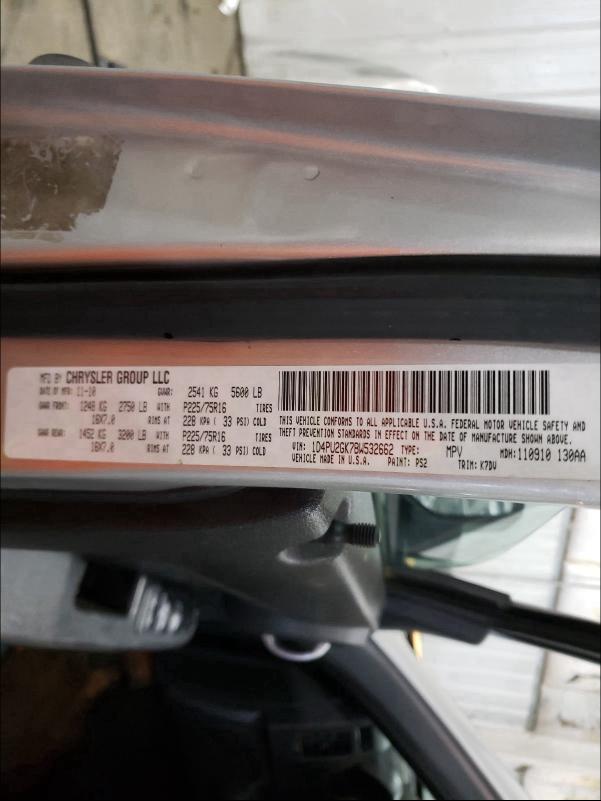 MFD BY CHRYSLER GROUP LLC
DATE OF MFR: 11-10 GVWR: 2541 KG 5600 LB
GAWR FRONT: 1248 KG 2750 LB WITH P225/75R16 TIRES
16X7.0 RIMS AT 228 KPA ( 33 PSI) COLD
GAWR REAR: 1452 KG 3200 LB WITH P225/75R16 TIRES
16X7.0 RIMS AT 228 KPA ( 33 PSI) COLD
THIS VEHICLE CONFORMS TO ALL APPLICABLE U.S.A. FEDERAL MOTOR VEHICLE SAFETY AND
THEFT PREVENTION STANDARDS IN EFFECT ON THE DATE OF MANUFACTURE SHOWN ABOVE.
VIN: 1D4PU2GK7BW532662 TYPE: MPV MDH: 110910 130AA
VEHICLE MADE IN U.S.A. PAINT: PS2 TRIM: K7DV